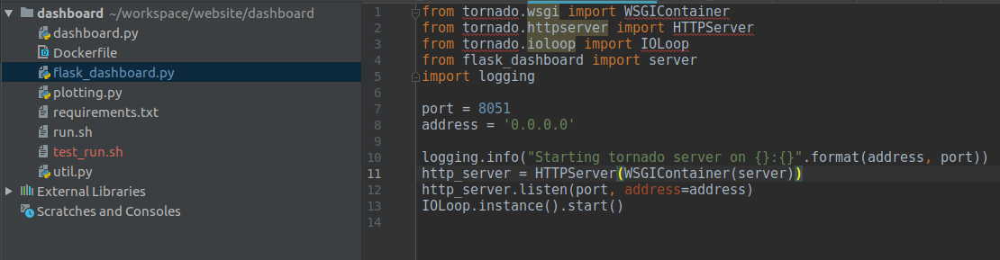 dashboard ~/workspace/website/dashboard
dashboard.py
Dockerfile
flask_dashboard.py
plotting.py
requirements.txt
run.sh
test_run.sh
util.py
External Libraries
Scratches and Consoles
1 from tornado.wsgi import WSGIContainer
2 from tornado.httpserver import HTTPServer
3 from tornado.ioloop import IOLoop
4 from flask_dashboard import server
5 import logging
6
7 port = 8051
8 address = '0.0.0.0'
9
10 logging.info("Starting tornado server on {}:{}".format(address, port))
11 http_server = HTTPServer(WSGIContainer(server))
12 http_server.listen(port, address=address)
13 IOLoop.instance().start()
14